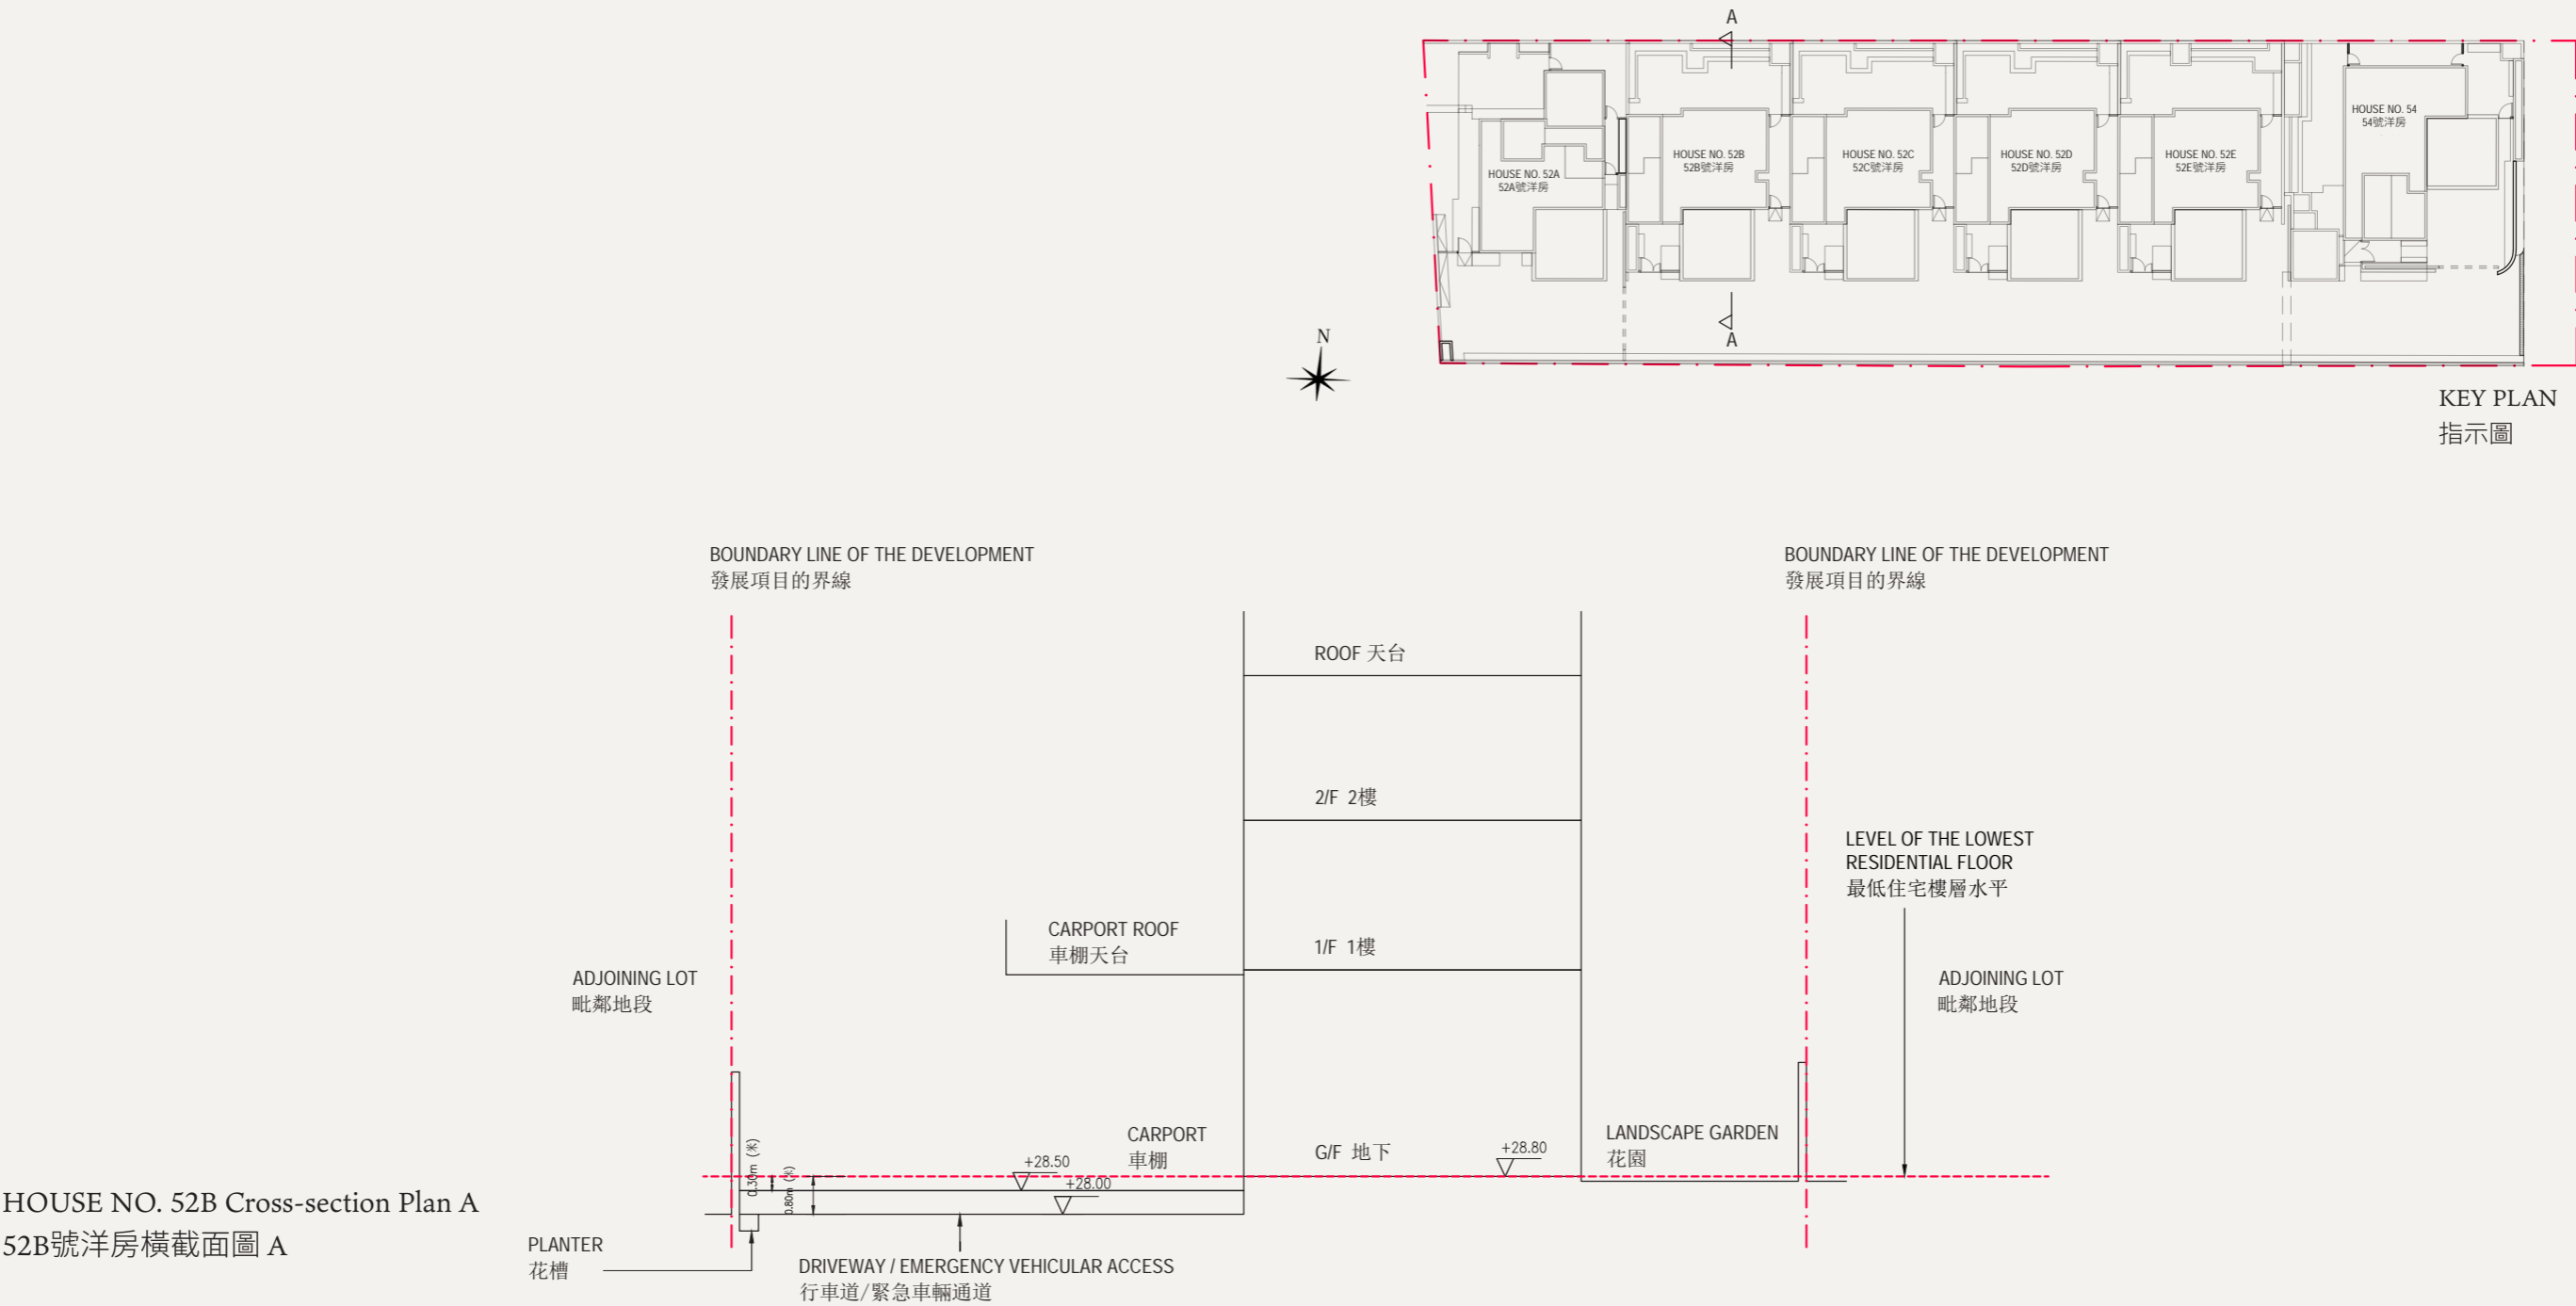 A
HOUSE NO. 52A
52A號洋房
HOUSE NO. 52B
52B號洋房
HOUSE NO. 52C
52C號洋房
HOUSE NO. 52D
52D號洋房
HOUSE NO. 52E
52E號洋房
HOUSE NO. 54
54號洋房
A
N
KEY PLAN
指示圖
BOUNDARY LINE OF THE DEVELOPMENT
發展項目的界線
BOUNDARY LINE OF THE DEVELOPMENT
發展項目的界線
ROOF 天台
2/F 2樓
LEVEL OF THE LOWEST
RESIDENTIAL FLOOR
最低住宅樓層水平
CARPORT ROOF
車棚天台
1/F 1樓
ADJOINING LOT
毗鄰地段
ADJOINING LOT
毗鄰地段
CARPORT
車棚
G/F 地下
+28.80
LANDSCAPE GARDEN
花園
0.30m (米)
0.80m (米)
+28.50
+28.00
HOUSE NO. 52B Cross-section Plan A
52B號洋房橫截面圖 A
PLANTER
花槽
DRIVEWAY / EMERGENCY VEHICULAR ACCESS
行車道/緊急車輛通道